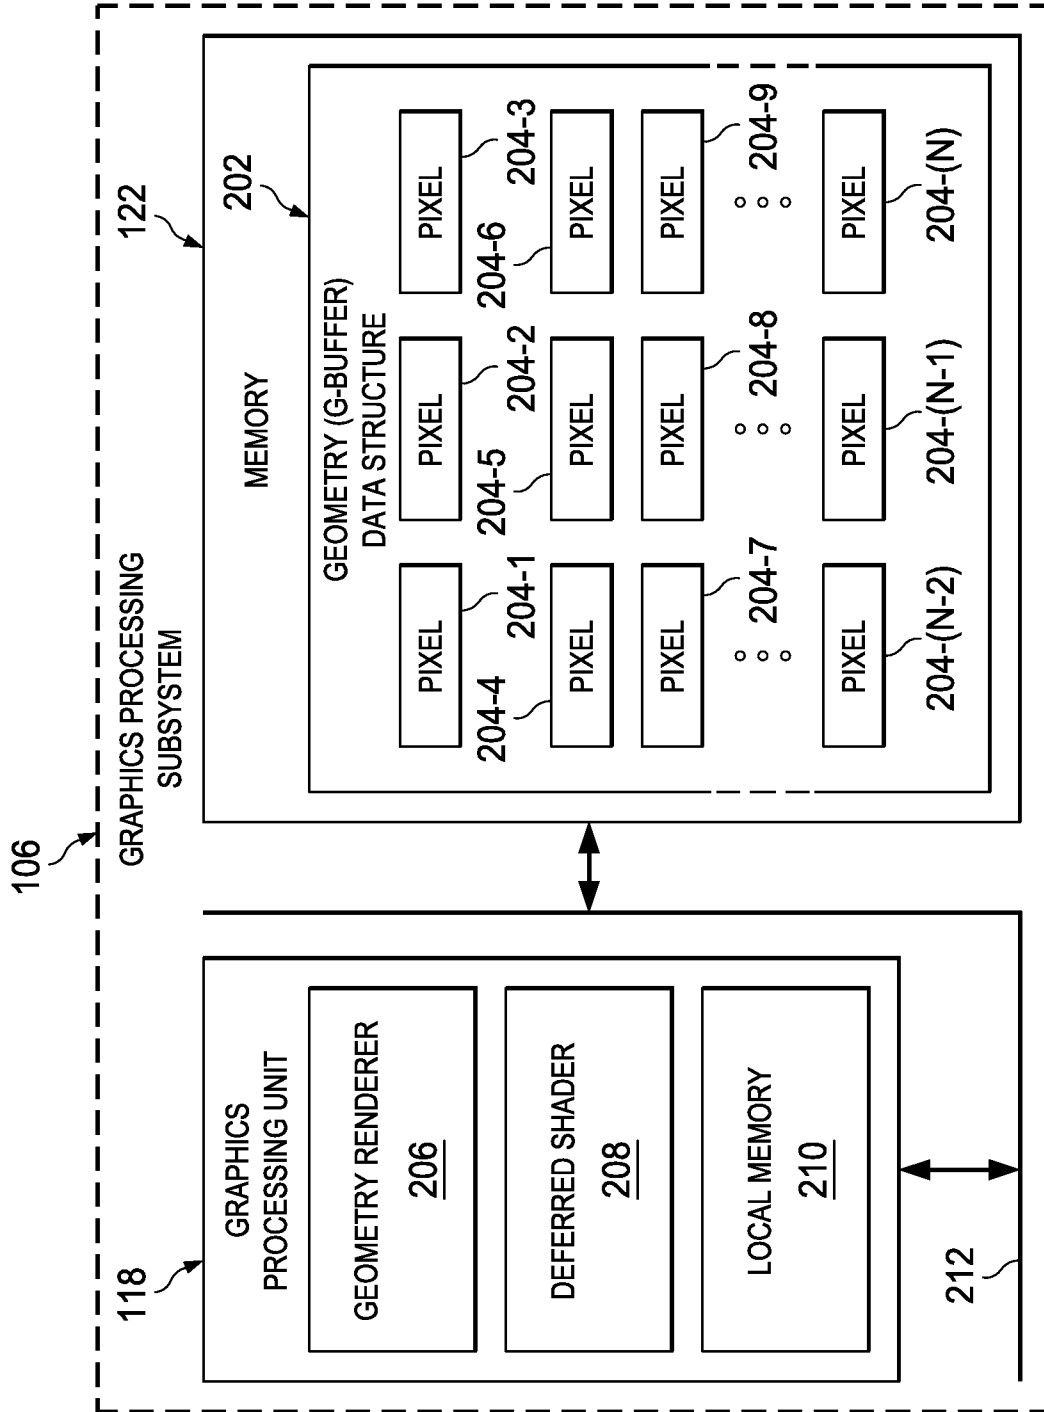 106
GRAPHICS PROCESSING
SUBSYSTEM
118
GRAPHICS
PROCESSING UNIT
GEOMETRY RENDERER
206
DEFERRED SHADER
208
LOCAL MEMORY
210
212
122
MEMORY
202
GEOMETRY (G-BUFFER)
DATA STRUCTURE
PIXEL PIXEL PIXEL
204-1 204-2 204-3
204-4 204-5 204-6
PIXEL PIXEL PIXEL
PIXEL PIXEL PIXEL
204-7 204-8 204-9
PIXEL PIXEL PIXEL
204-(N-2) 204-(N-1) 204-(N)